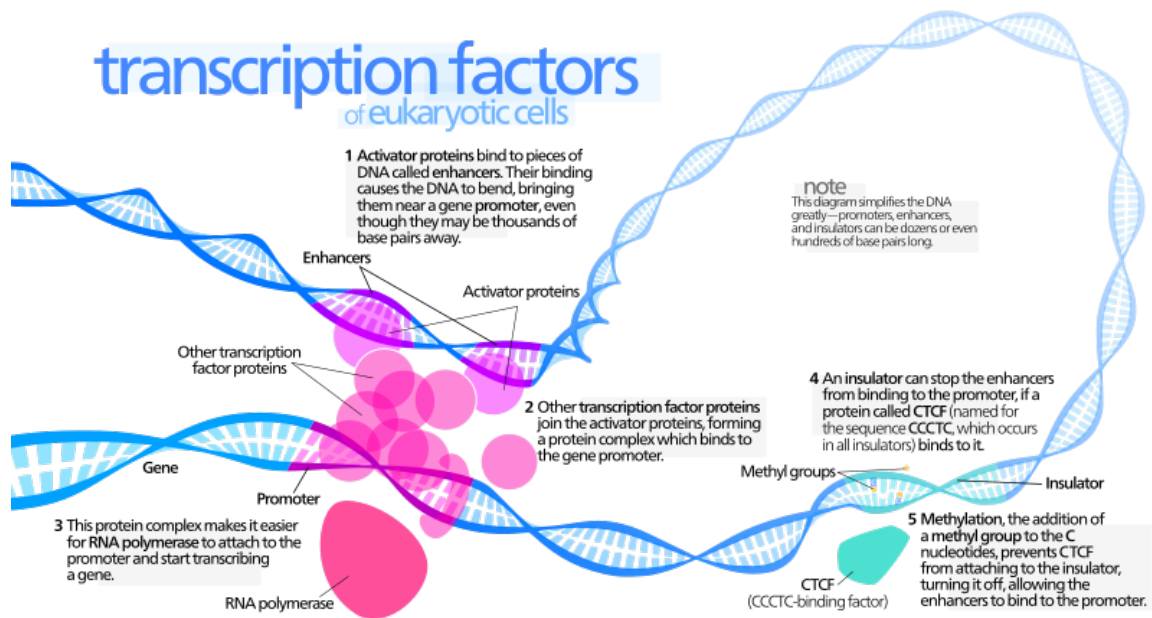 transcription factors
of eukaryotic cells
1 Activator proteins bind to pieces of
DNA called enhancers. Their binding
causes the DNA to bend, bringing
them near a gene promoter, even
though they may be thousands of
base pairs away.
note
This diagram simplifies the DNA
greatly—promoters, enhancers,
and insulators can be dozens or even
hundreds of base pairs long.
Enhancers
Activator proteins
Other transcription
factor proteins
2 Other transcription factor proteins
join the activator proteins, forming
a protein complex which binds to
the gene promoter.
4 An insulator can stop the enhancers
from binding to the promoter, if a
protein called CTCF (named for
the sequence CCCTC, which occurs
in all insulators) binds to it.
Gene
Promoter
Methyl groups
Insulator
3 This protein complex makes it easier
for RNA polymerase to attach to the
promoter and start transcribing
a gene.
RNA polymerase
CTCF
(CCCTC-binding factor)
5 Methylation, the addition of
a methyl group to the C
nucleotides, prevents CTCF
from attaching to the insulator,
turning it off, allowing the
enhancers to bind to the promoter.